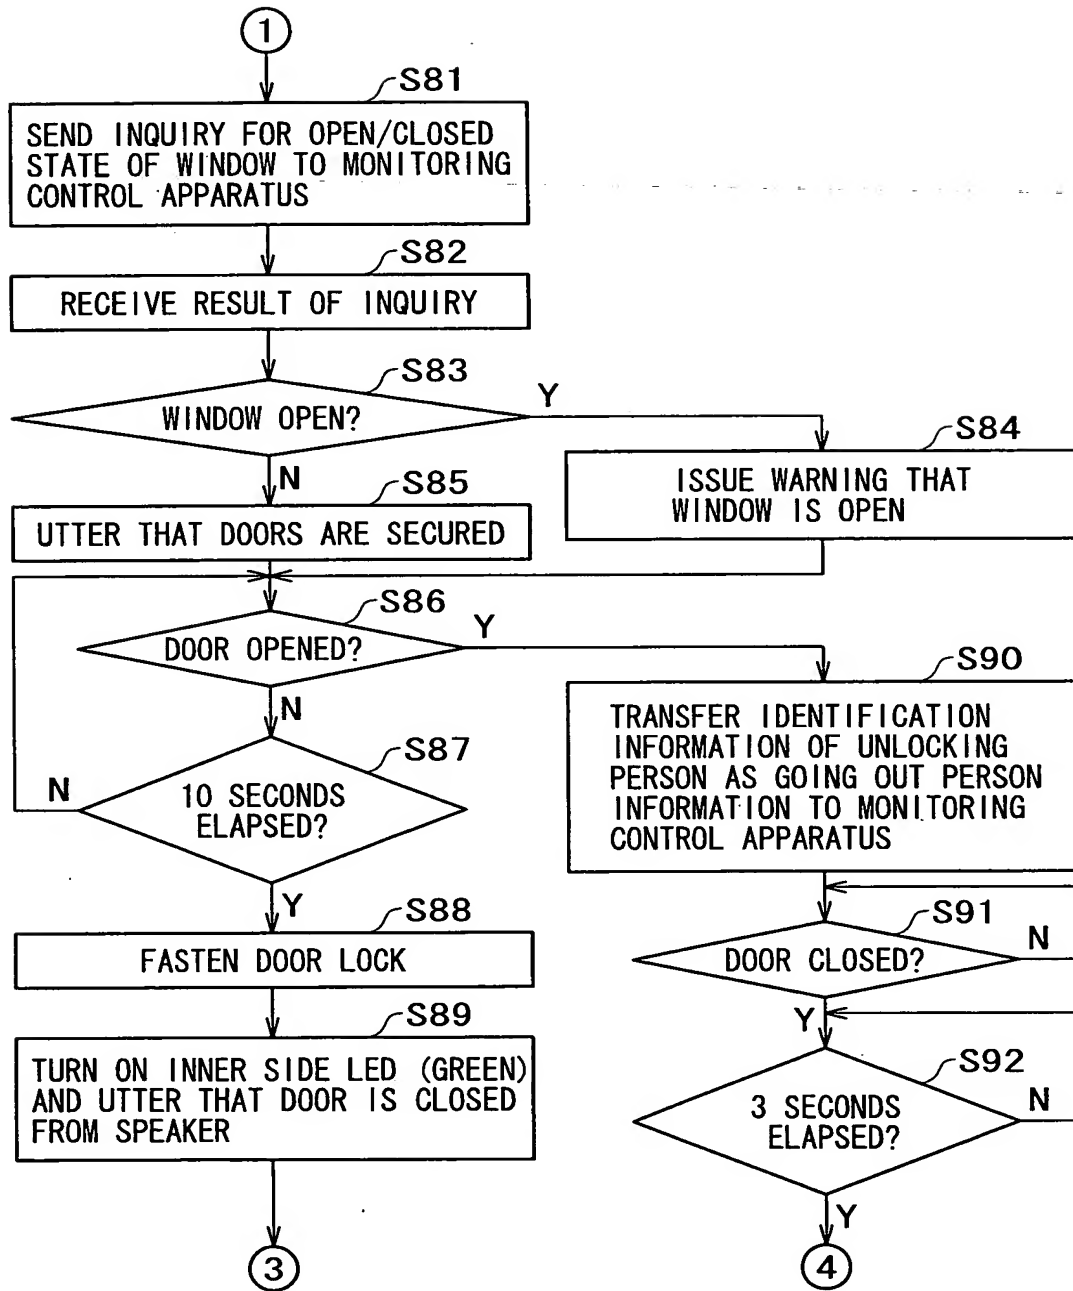 1
S81
SEND INQUIRY FOR OPEN/CLOSED
STATE OF WINDOW TO MONITORING
CONTROL APPARATUS
S82
RECEIVE RESULT OF INQUIRY
S83
WINDOW OPEN?
Y
N
S84
ISSUE WARNING THAT
WINDOW IS OPEN
S85
UTTER THAT DOORS ARE SECURED
S86
DOOR OPENED?
Y
N
S87
10 SECONDS
ELAPSED?
N
Y
S88
FASTEN DOOR LOCK
S89
TURN ON INNER SIDE LED (GREEN)
AND UTTER THAT DOOR IS CLOSED
FROM SPEAKER
3
S90
TRANSFER IDENTIFICATION
INFORMATION OF UNLOCKING
PERSON AS GOING OUT PERSON
INFORMATION TO MONITORING
CONTROL APPARATUS
S91
DOOR CLOSED?
N
Y
S92
3 SECONDS
ELAPSED?
N
Y
4